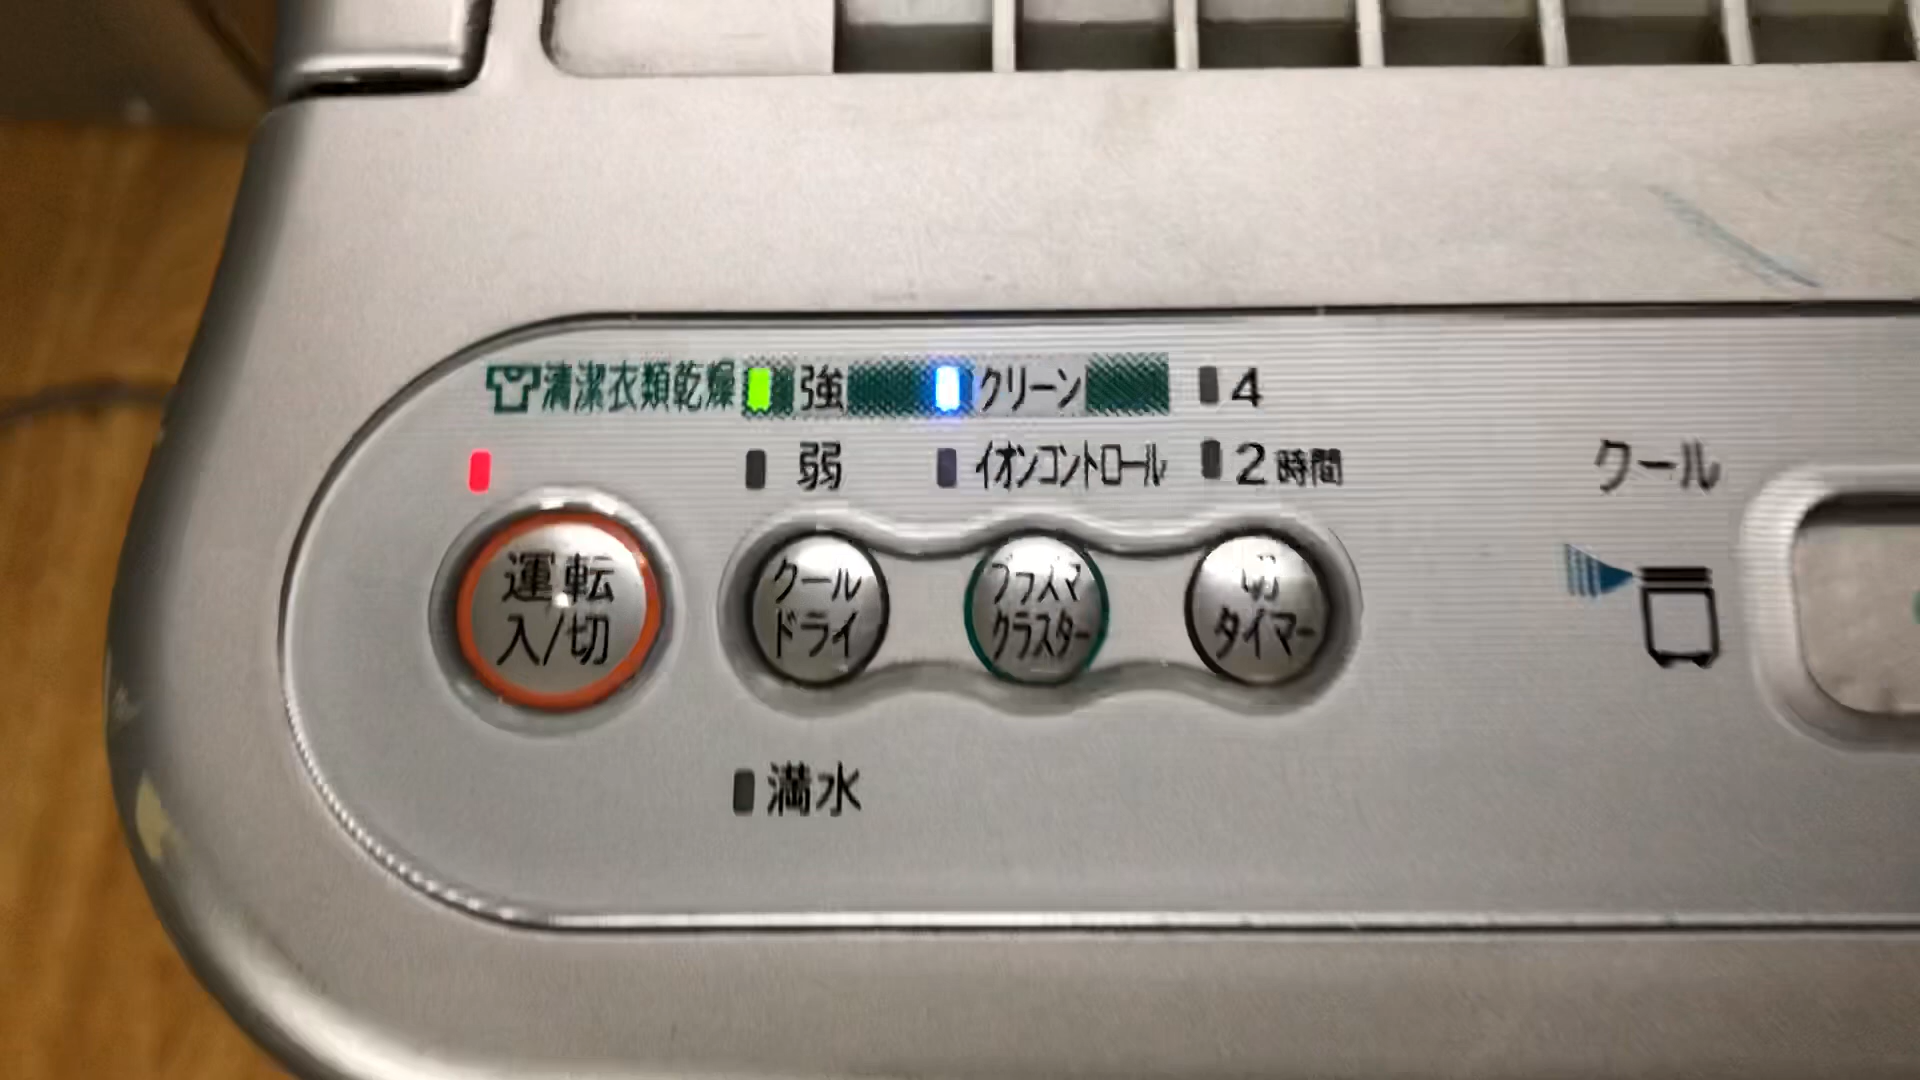 清潔衣類乾燥 強 クリーン 4
弱 イオンコントロール 2時間
クール
運転
入/切
クール
ドライ
プラズマ
クラスター
切
タイマー
満水